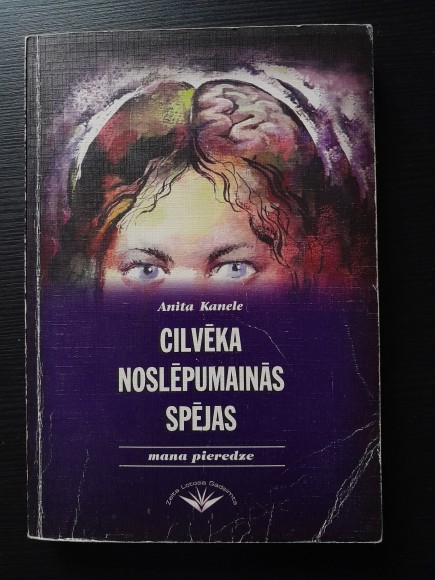 Anita Kanele
CILVĒKA
NOSLĒPUMAINĀS
SPĒJAS
mana pieredze
Zelta Lotosa Gadsimts